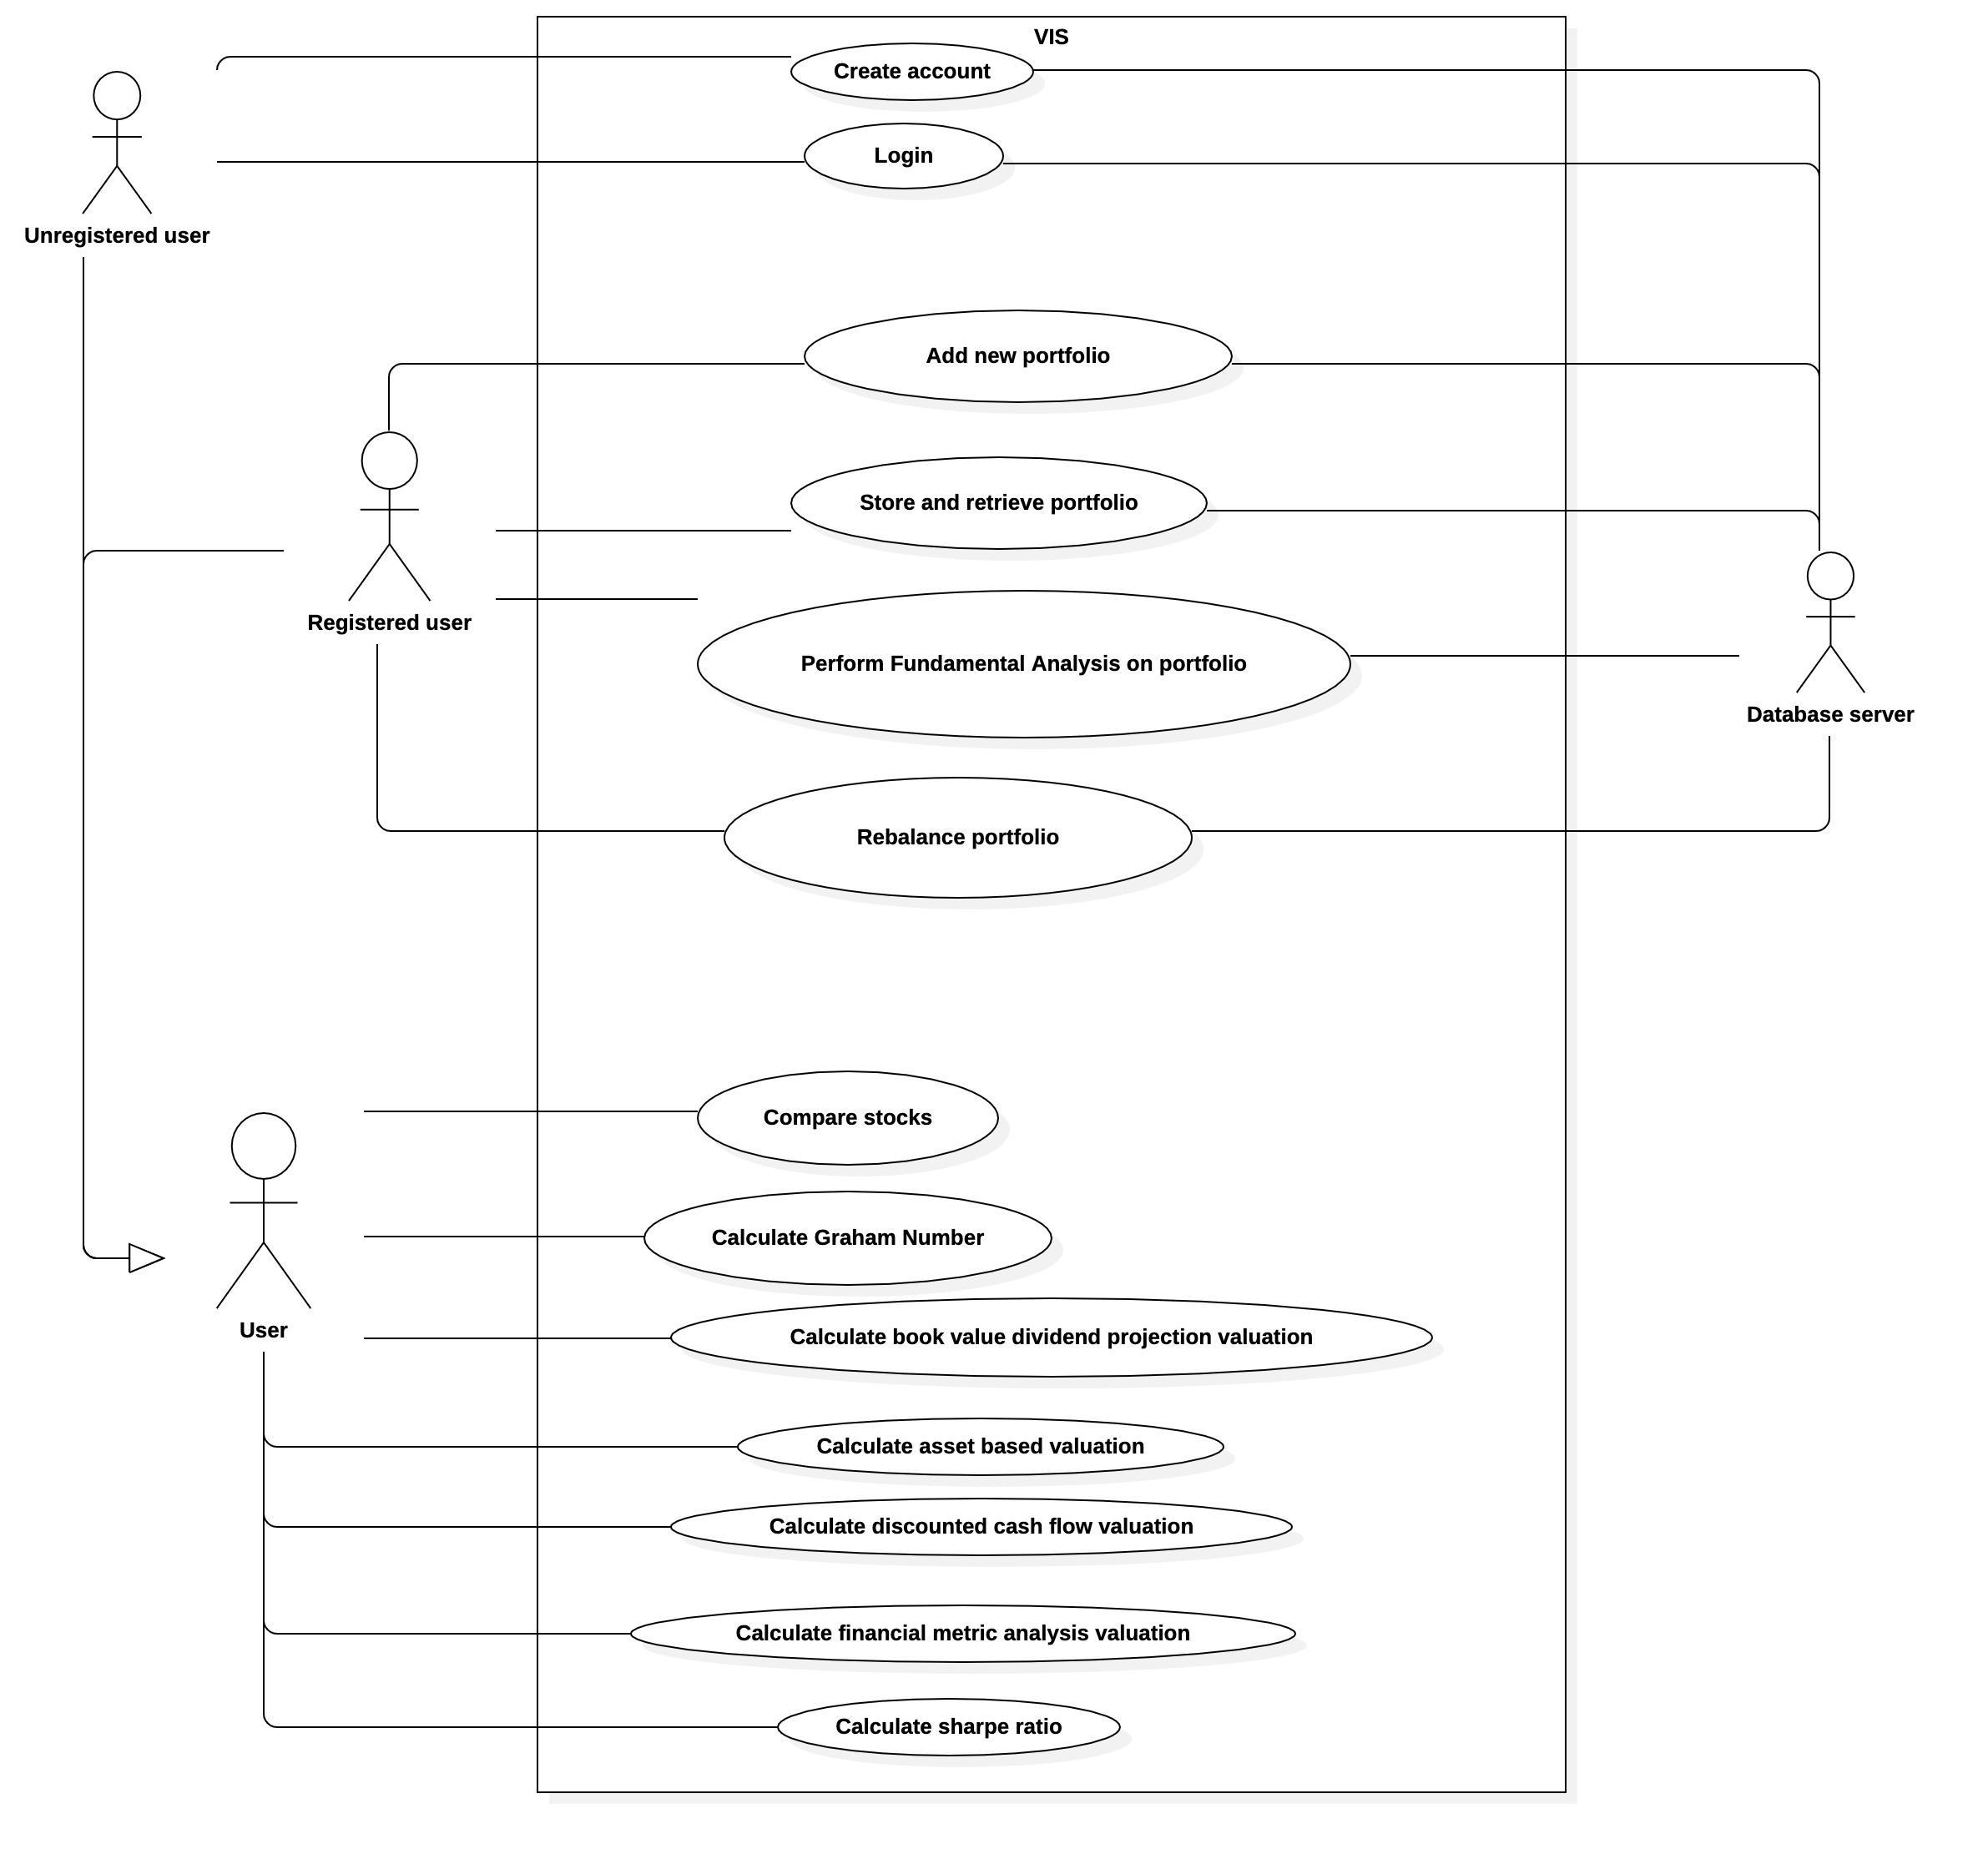 VIS
Create account
Login
Unregistered user
Add new portfolio
Store and retrieve portfolio
Registered user
Perform Fundamental Analysis on portfolio
Database server
Rebalance portfolio
Compare stocks
Calculate Graham Number
User
Calculate book value dividend projection valuation
Calculate asset based valuation
Calculate discounted cash flow valuation
Calculate financial metric analysis valuation
Calculate sharpe ratio